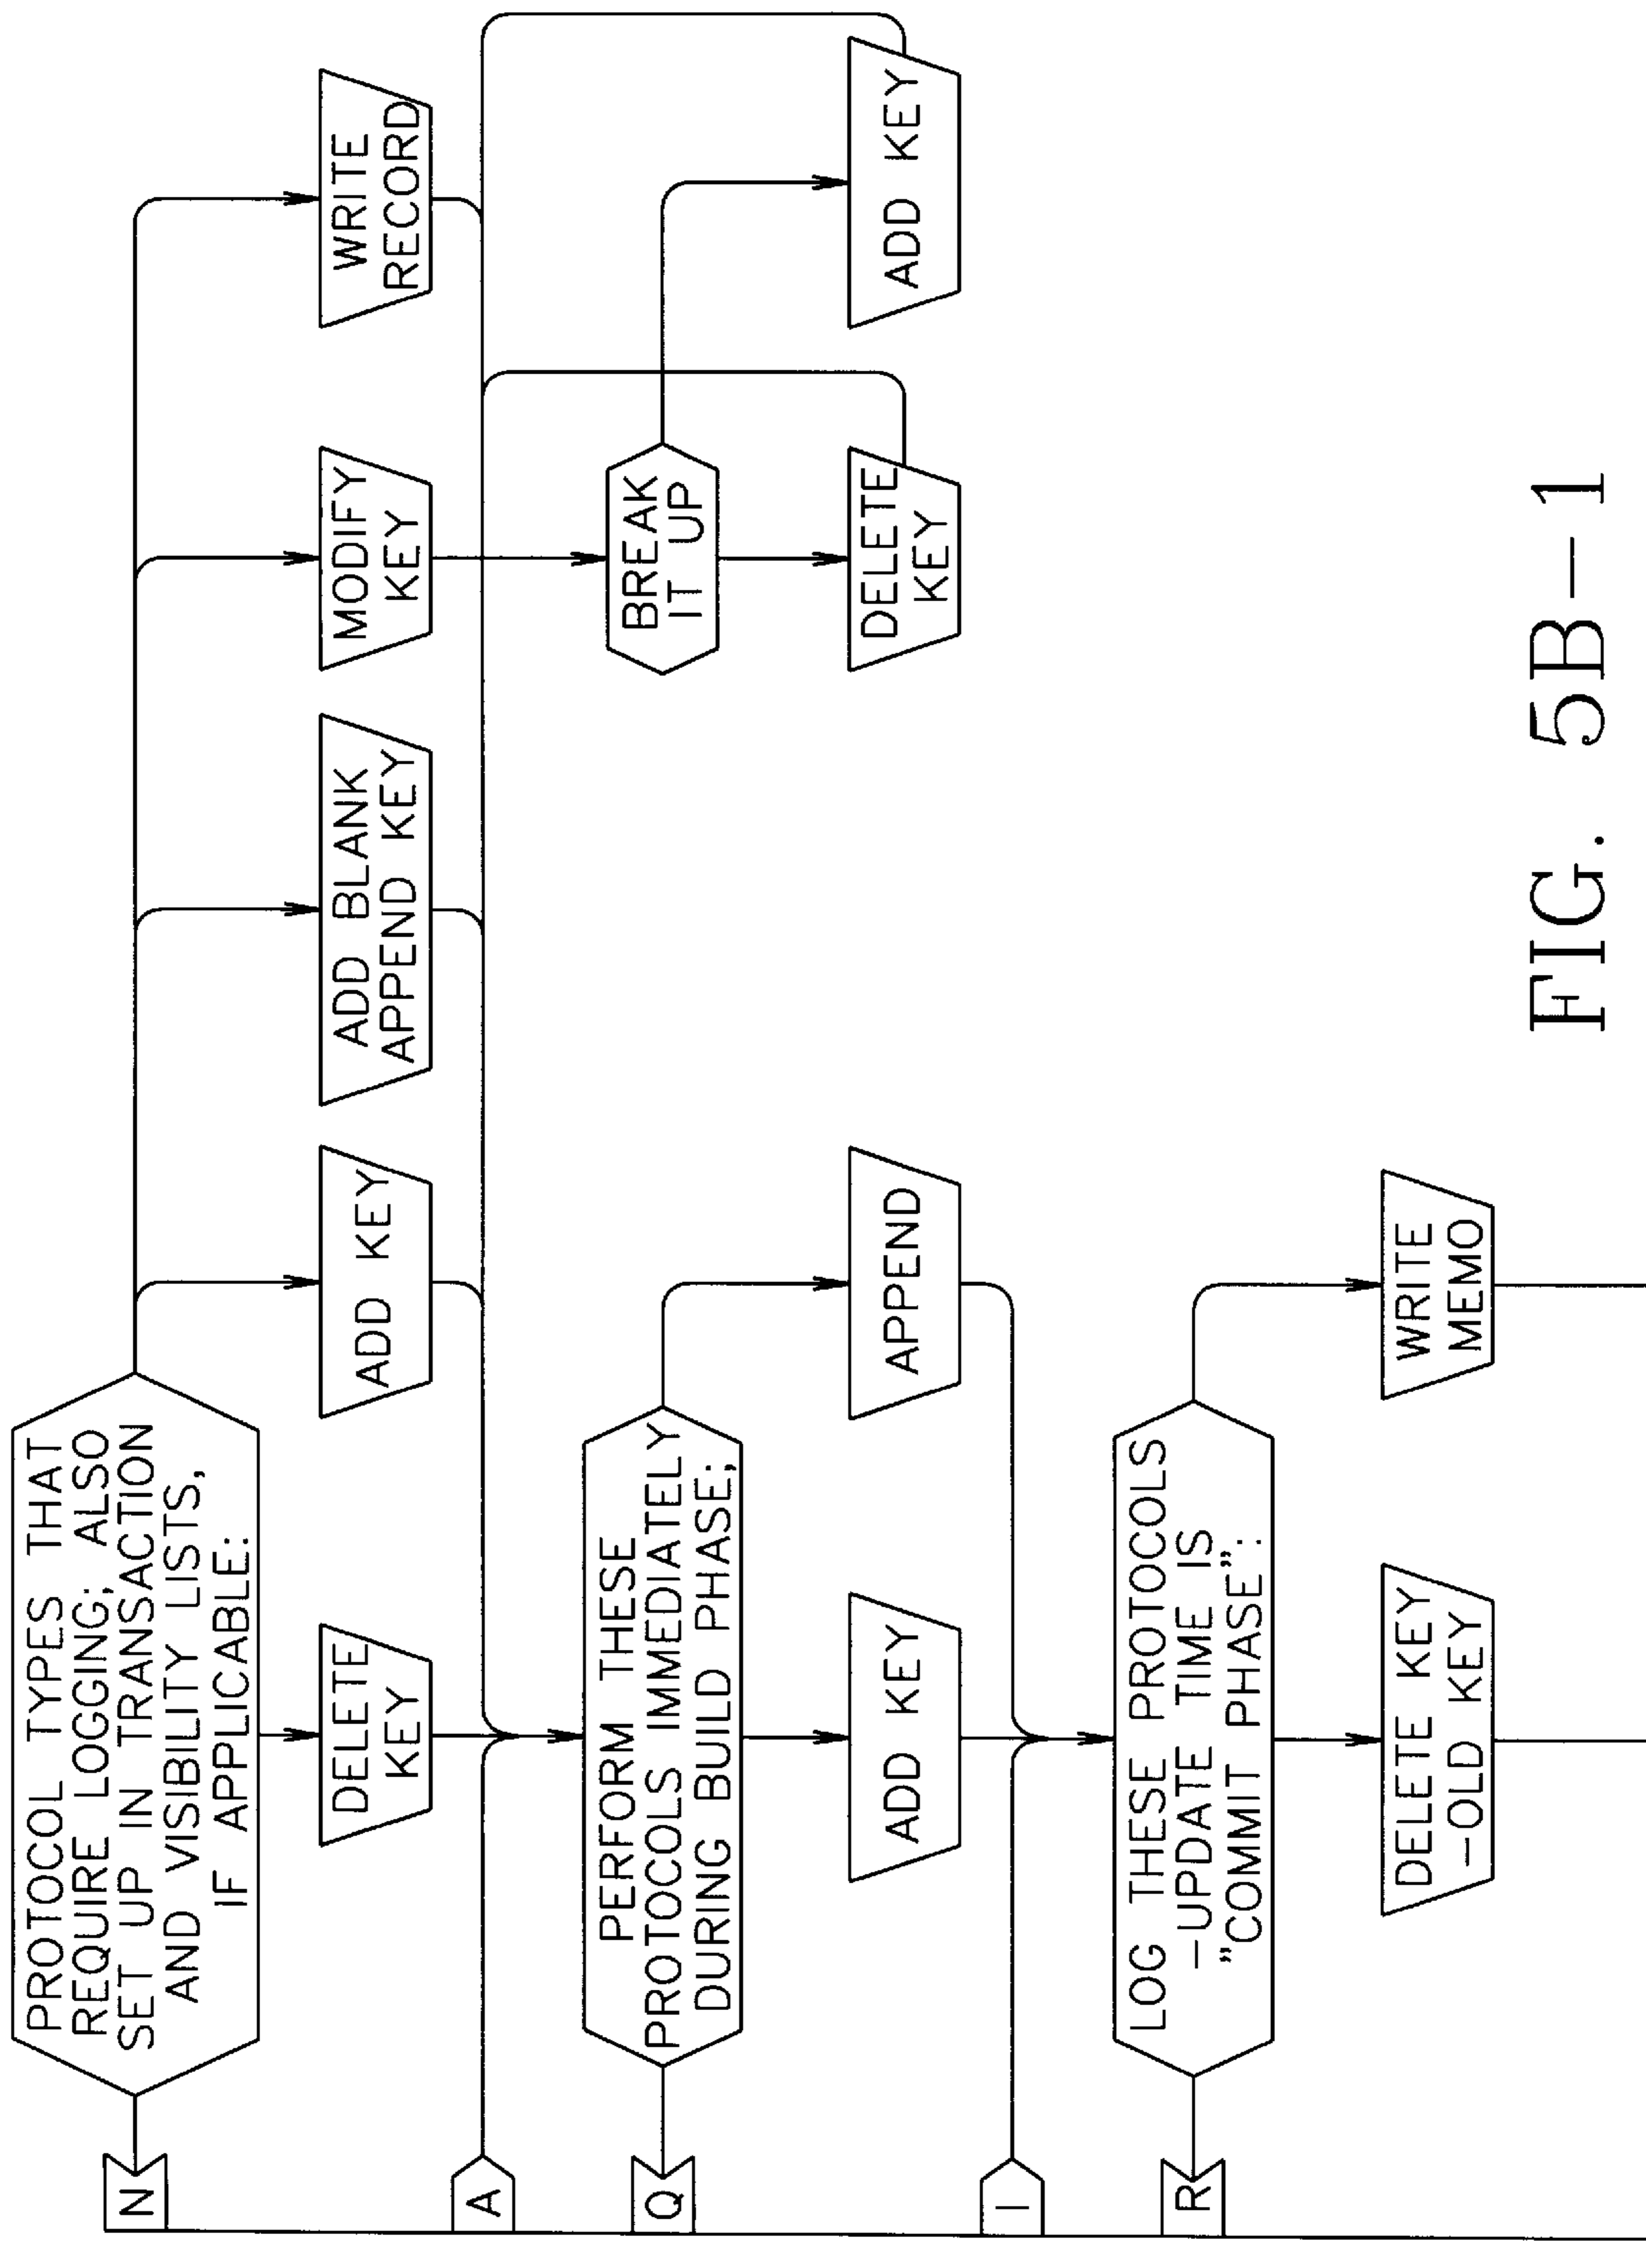 PROTOCOL TYPES THAT
REQUIRE LOGGING; ALSO
SET UP IN TRANSACTION
AND VISIBILITY LISTS,
IF APPLICABLE:
N
DELETE
KEY
ADD KEY
ADD BLANK
APPEND KEY
MODIFY
KEY
WRITE
RECORD
A
BREAK
IT UP
PERFORM THESE
PROTOCOLS IMMEDIATELY
DURING BUILD PHASE;
Q
ADD KEY
APPEND
DELETE
KEY
ADD KEY
I
LOG THESE PROTOCOLS
-UPDATE TIME IS
"COMMIT PHASE":
R
DELETE KEY
-OLD KEY
WRITE
MEMO
FIG. 5B-1